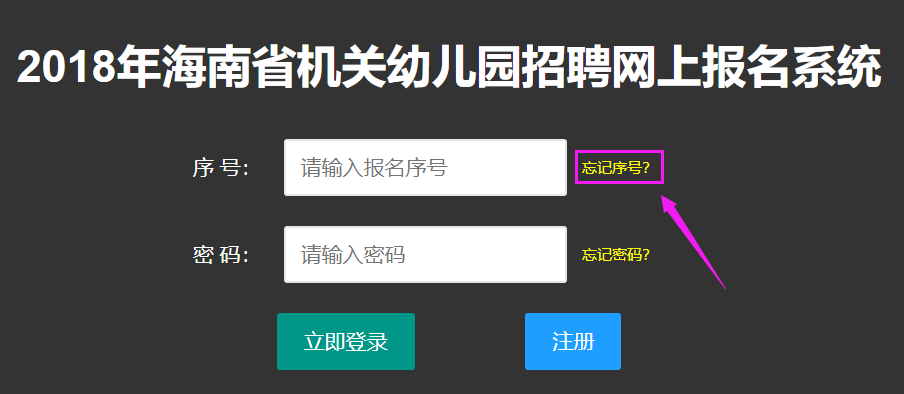 2018年海南省机关幼儿园招聘网上报名系统
序 号： 请输入报名序号 忘记序号?
密 码： 请输入密码 忘记密码?
立即登录 注册